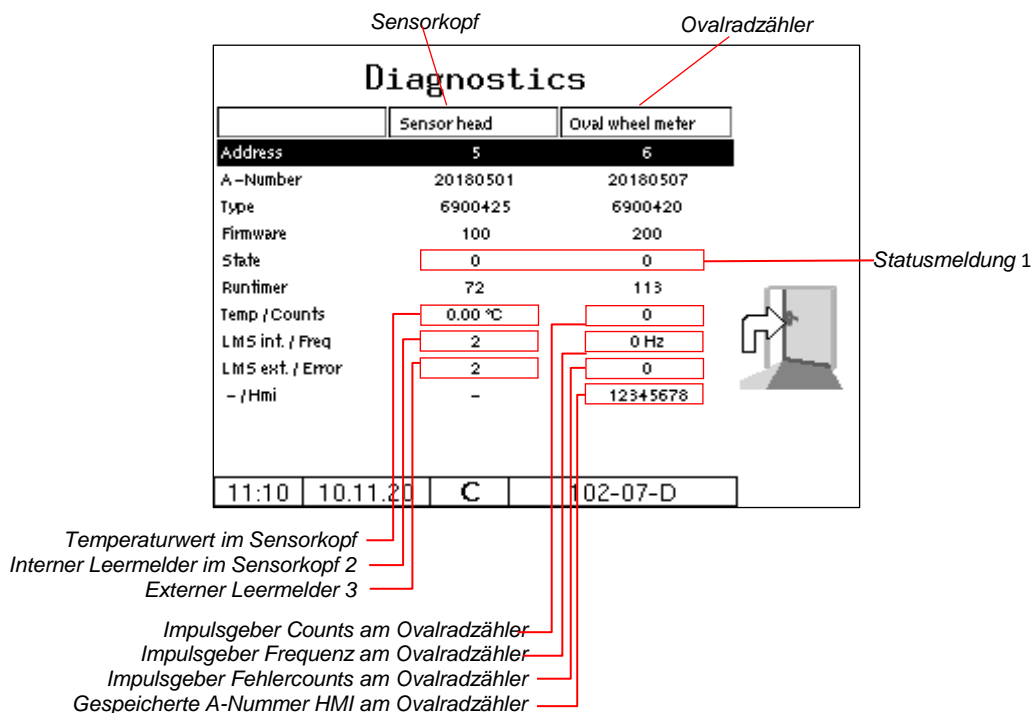 Sensorkopf
Ovalradzähler
Diagnostics
Sensor head Oval wheel meter
Address 5 6
A-Number 20180501 20180507
Type 6900425 6900420
Firmware 100 200
State 0 0
Statusmeldung 1
Runtimer 72 113
Temp / Counts 0.00 °C 0
LMS int. / Freq 2 0 Hz
LMS ext. / Error 2 0
- / Hmi - 12345678
11:10 10.11.20 C 102-07-D
Temperaturwert im Sensorkopf
Interner Leermelder im Sensorkopf 2
Externer Leermelder 3
Impulsgeber Counts am Ovalradzähler
Impulsgeber Frequenz am Ovalradzähler
Impulsgeber Fehlercounts am Ovalradzähler
Gespeicherte A-Nummer HMI am Ovalradzähler